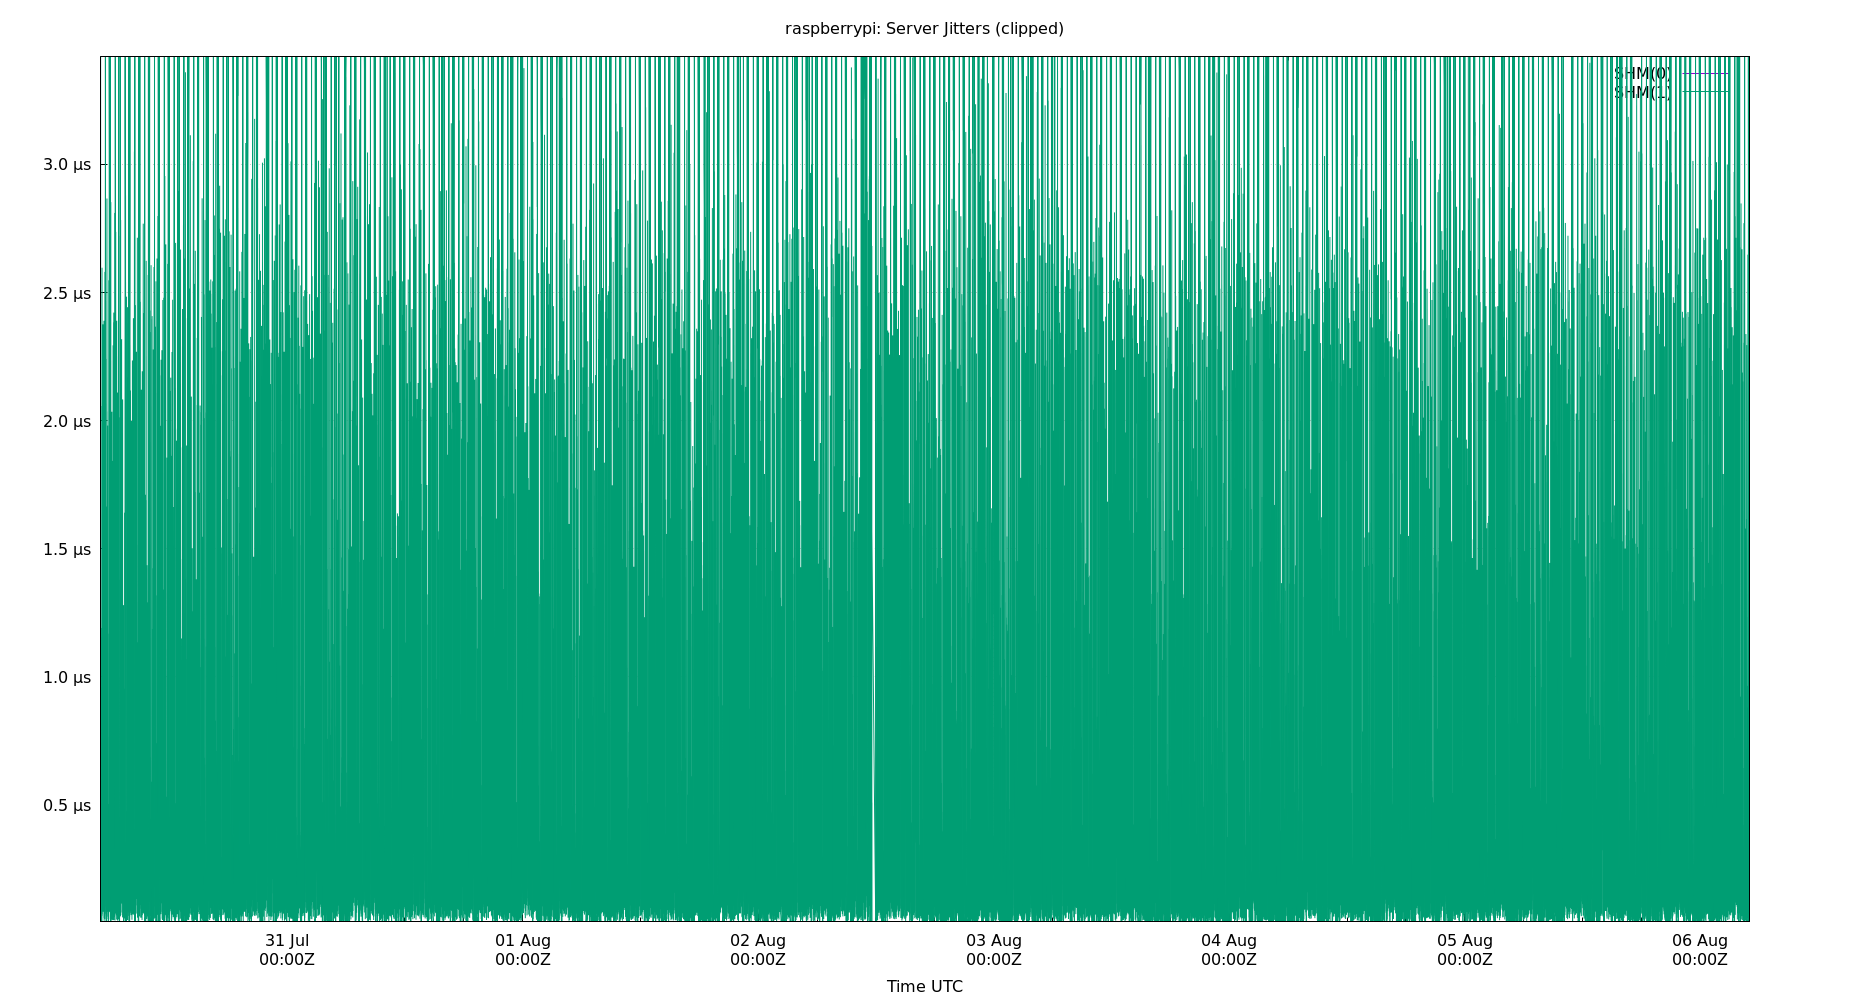 raspberrypi: Server Jitters (clipped)
SHM(0)
SHM(1)
3.0 μs
2.5 μs
2.0 μs
1.5 μs
1.0 μs
0.5 μs
31 Jul 01 Aug 02 Aug 03 Aug 04 Aug 05 Aug 06 Aug
00:00Z 00:00Z 00:00Z 00:00Z 00:00Z 00:00Z 00:00Z
Time UTC